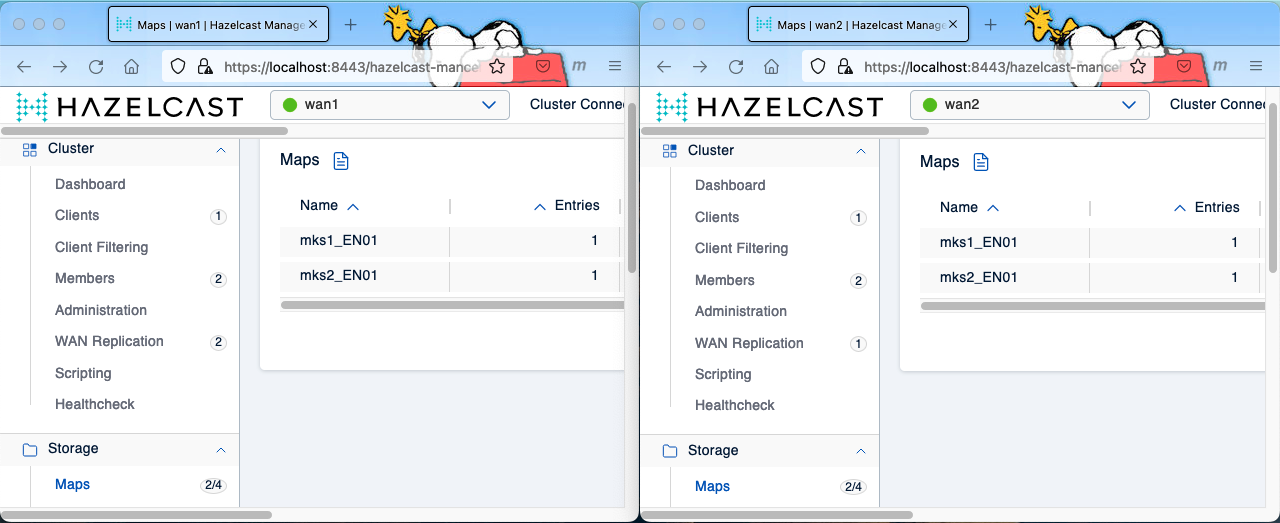 Maps | wan1 | Hazelcast Manage
https://localhost:8443/hazelcast-mance
m
HAZELCAST
wan1
Cluster Connec
Cluster
Dashboard
Clients 1
Client Filtering
Members 2
Administration
WAN Replication 2
Scripting
Healthcheck
Storage
Maps 2/4
Maps
Name Entries
mks1_EN01 1
mks2_EN01 1
Maps | wan2 | Hazelcast Manage
https://localhost:8443/hazelcast-mance
m
HAZELCAST
wan2
Cluster Connec
Cluster
Dashboard
Clients 1
Client Filtering
Members 2
Administration
WAN Replication 1
Scripting
Healthcheck
Storage
Maps 2/4
Maps
Name Entries
mks1_EN01 1
mks2_EN01 1